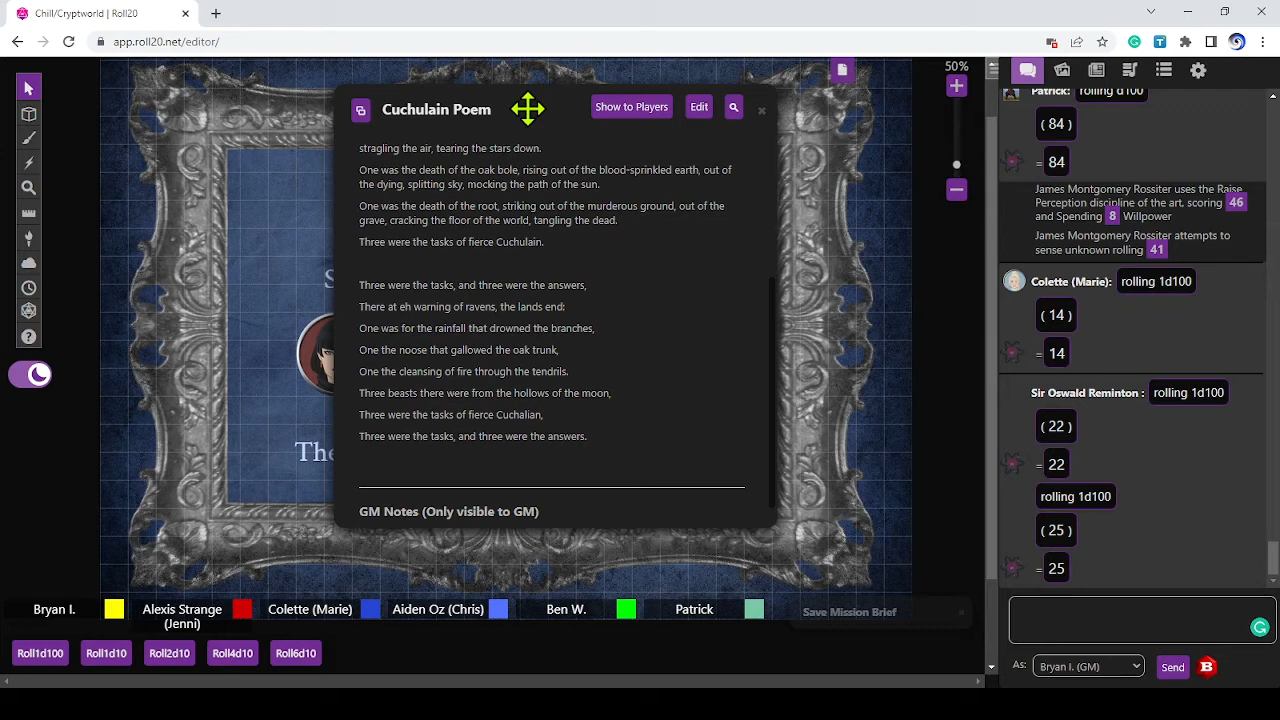 Chill/Cryptworld | Roll20
app.roll20.net/editor/
50%
Cuchulain Poem
Show to Players
Edit
stragling the air, tearing the stars down.
One was the death of the oak bole, rising out of the blood-sprinkled earth, out of
the dying, splitting sky, mocking the path of the sun.
One was the death of the root, striking out of the murderous ground, out of the
grave, cracking the floor of the world, tangling the dead.
Three were the tasks of fierce Cuchulain.
Three were the tasks, and three were the answers,
There at eh warning of ravens, the lands end:
One was for the rainfall that drowned the branches,
One the noose that gallowed the oak trunk,
One the cleansing of fire through the tendrils.
Three beasts there were from the hollows of the moon,
Three were the tasks of fierce Cuchalian,
Three were the tasks, and three were the answers.
GM Notes (Only visible to GM)
S
The
Save Mission Brief
Bryan I.
Alexis Strange
(Jenni)
Colette (Marie)
Aiden Oz (Chris)
Ben W.
Patrick
Roll1d100
Roll1d10
Roll2d10
Roll4d10
Roll6d10
Patrick: rolling d100
( 84 )
= 84
James Montgomery Rossiter uses the Raise
Perception discipline of the art, scoring 46
and Spending 8 Willpower
James Montgomery Rossiter attempts to
sense unknown rolling 41
Colette (Marie): rolling 1d100
( 14 )
= 14
Sir Oswald Reminton : rolling 1d100
( 22 )
= 22
rolling 1d100
( 25 )
= 25
As: Bryan I. (GM)
Send
B